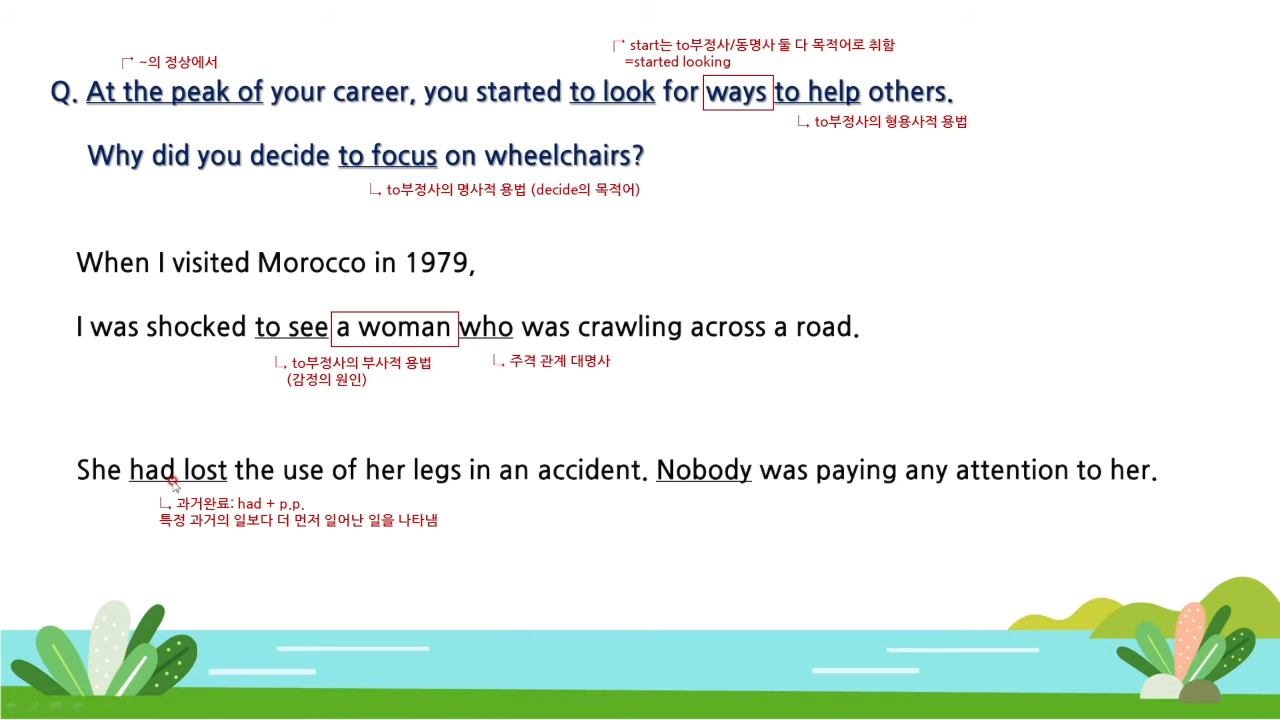 ~의 정상에서
start는 to부정사/동명사 둘 다 목적어로 취함
=started looking
Q. At the peak of your career, you started to look for ways to help others.
to부정사의 형용사적 용법
Why did you decide to focus on wheelchairs?
to부정사의 명사적 용법 (decide의 목적어)
When I visited Morocco in 1979,
I was shocked to see a woman who was crawling across a road.
to부정사의 부사적 용법
(감정의 원인)
주격 관계 대명사
She had lost the use of her legs in an accident. Nobody was paying any attention to her.
과거완료: had + p.p.
특정 과거의 일보다 더 먼저 일어난 일을 나타냄